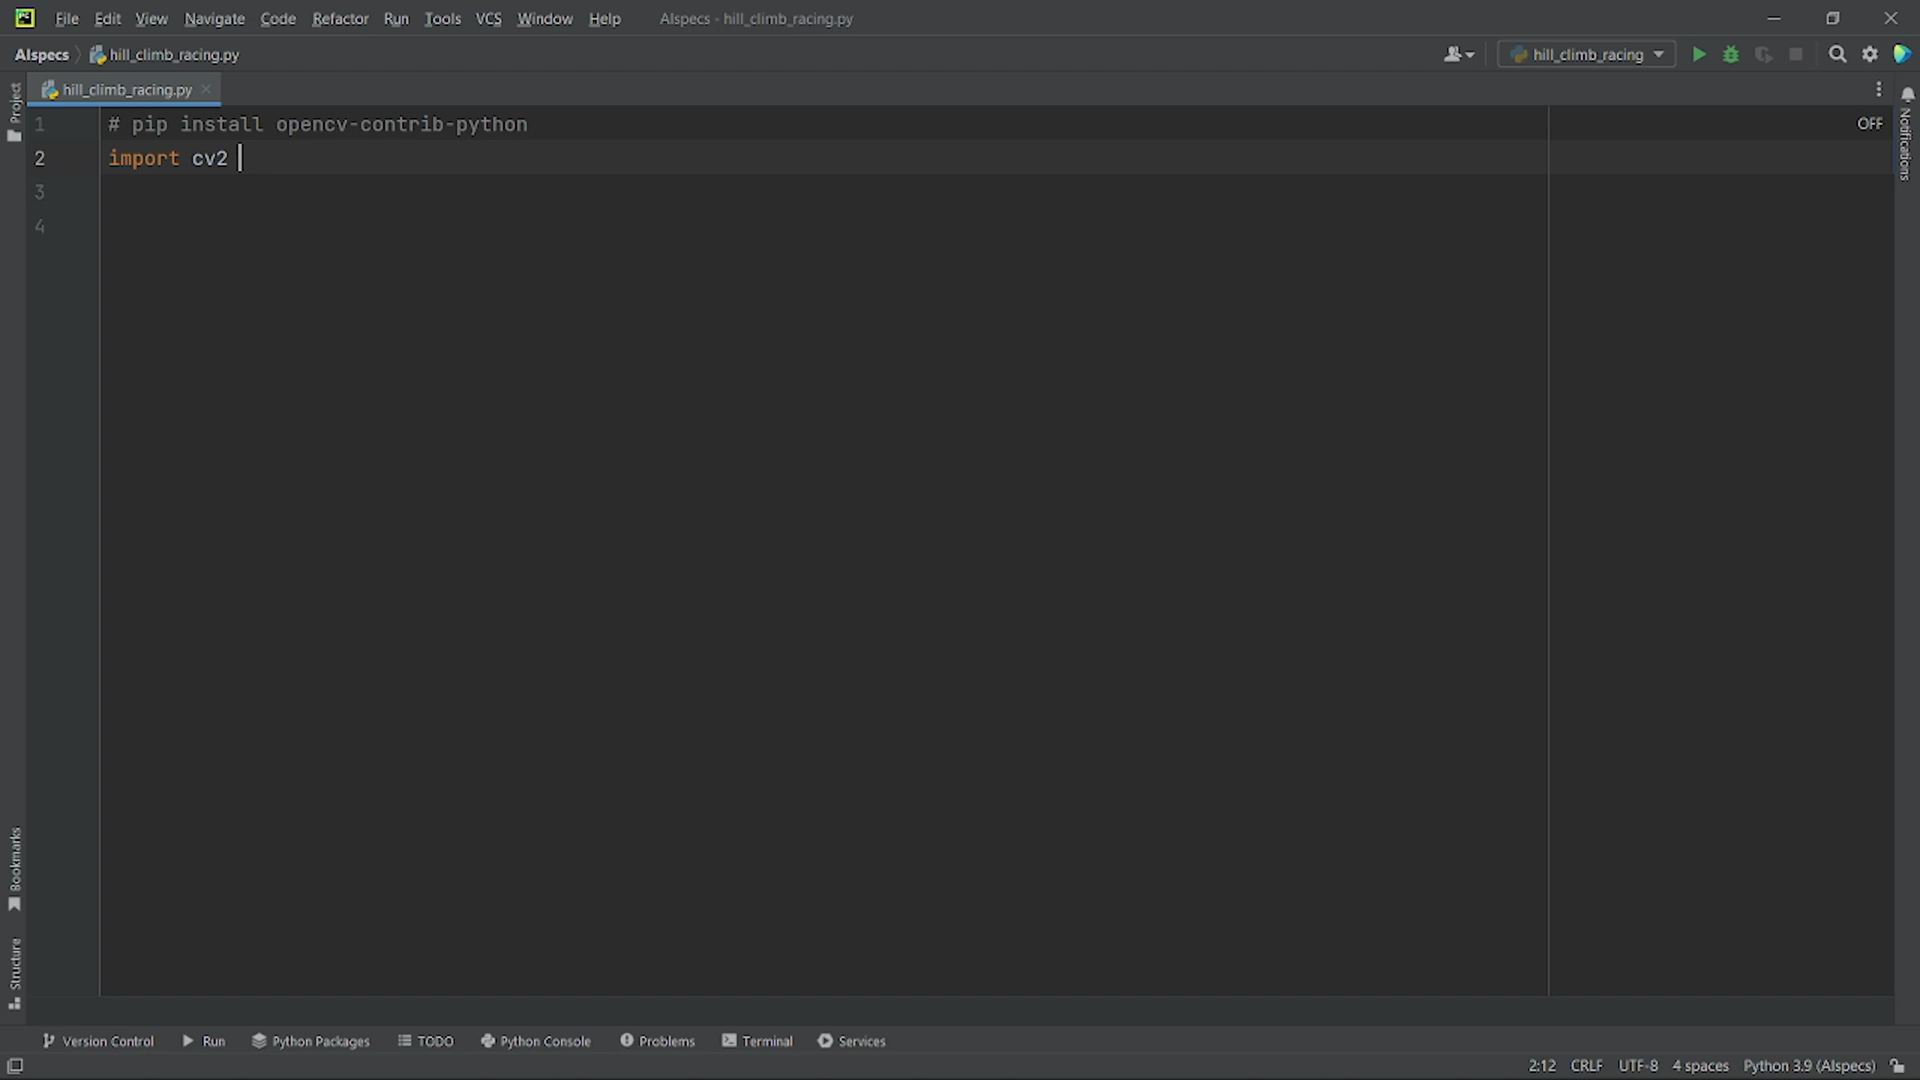 File Edit View Navigate Code Refactor Run Tools VCS Window Help AIspecs - hill_climb_racing.py
AIspecs hill_climb_racing.py hill_climb_racing
Project
hill_climb_racing.py
1 # pip install opencv-contrib-python OFF
2 import cv2
3
4
Notifications
Bookmarks
Structure
Version Control Run Python Packages TODO Python Console Problems Terminal Services
2:12 CRLF UTF-8 4 spaces Python 3.9 (AIspecs)